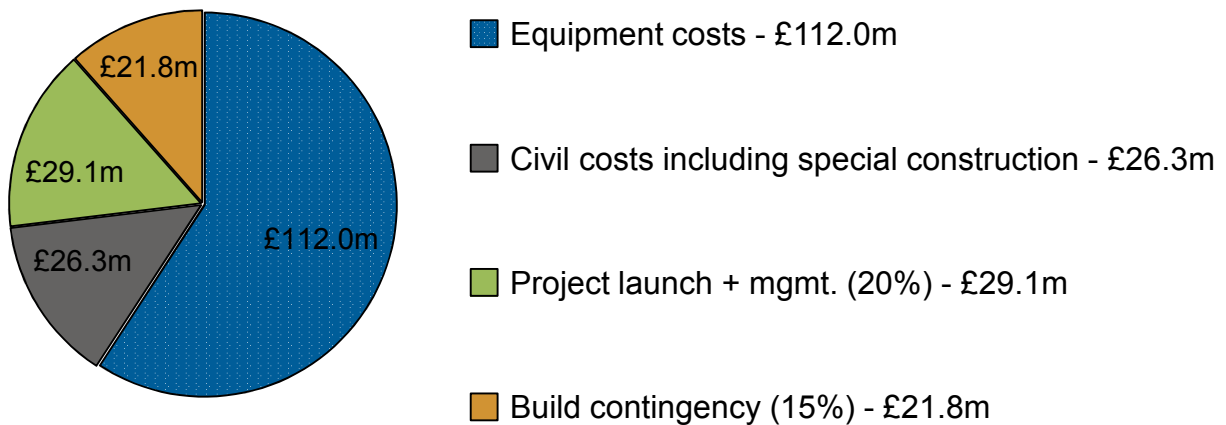 £21.8m
£29.1m
£26.3m
£112.0m
Equipment costs - £112.0m
Civil costs including special construction - £26.3m
Project launch + mgmt. (20%) - £29.1m
Build contingency (15%) - £21.8m